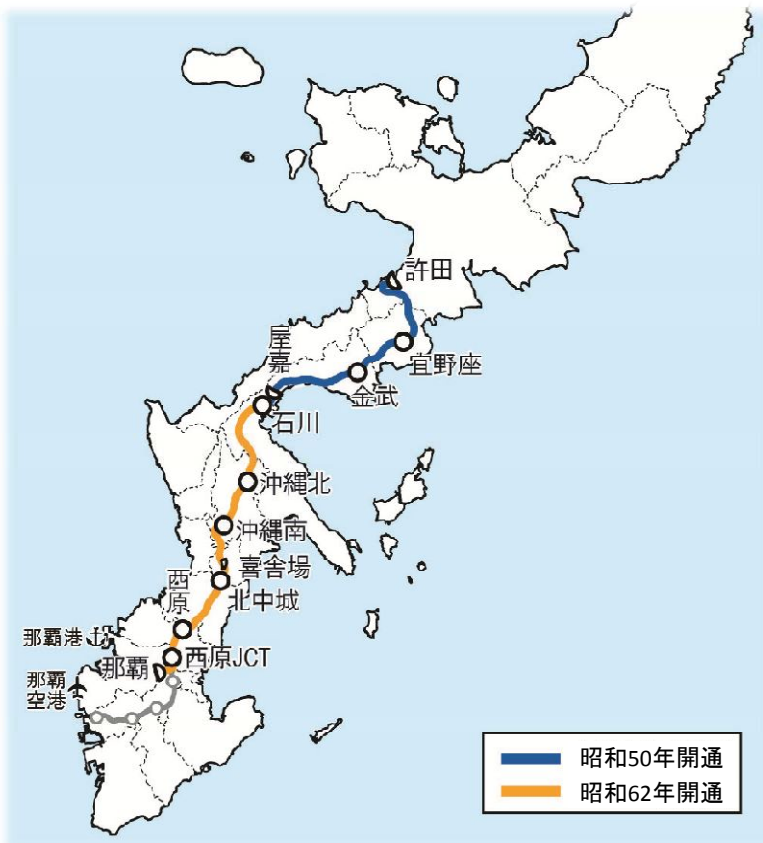 許田
宜野座
屋嘉
金武
石川
沖縄北
沖縄南
喜舎場
西原
北中城
那覇港
西原JCT
那覇
那覇
空港
昭和50年開通
昭和62年開通